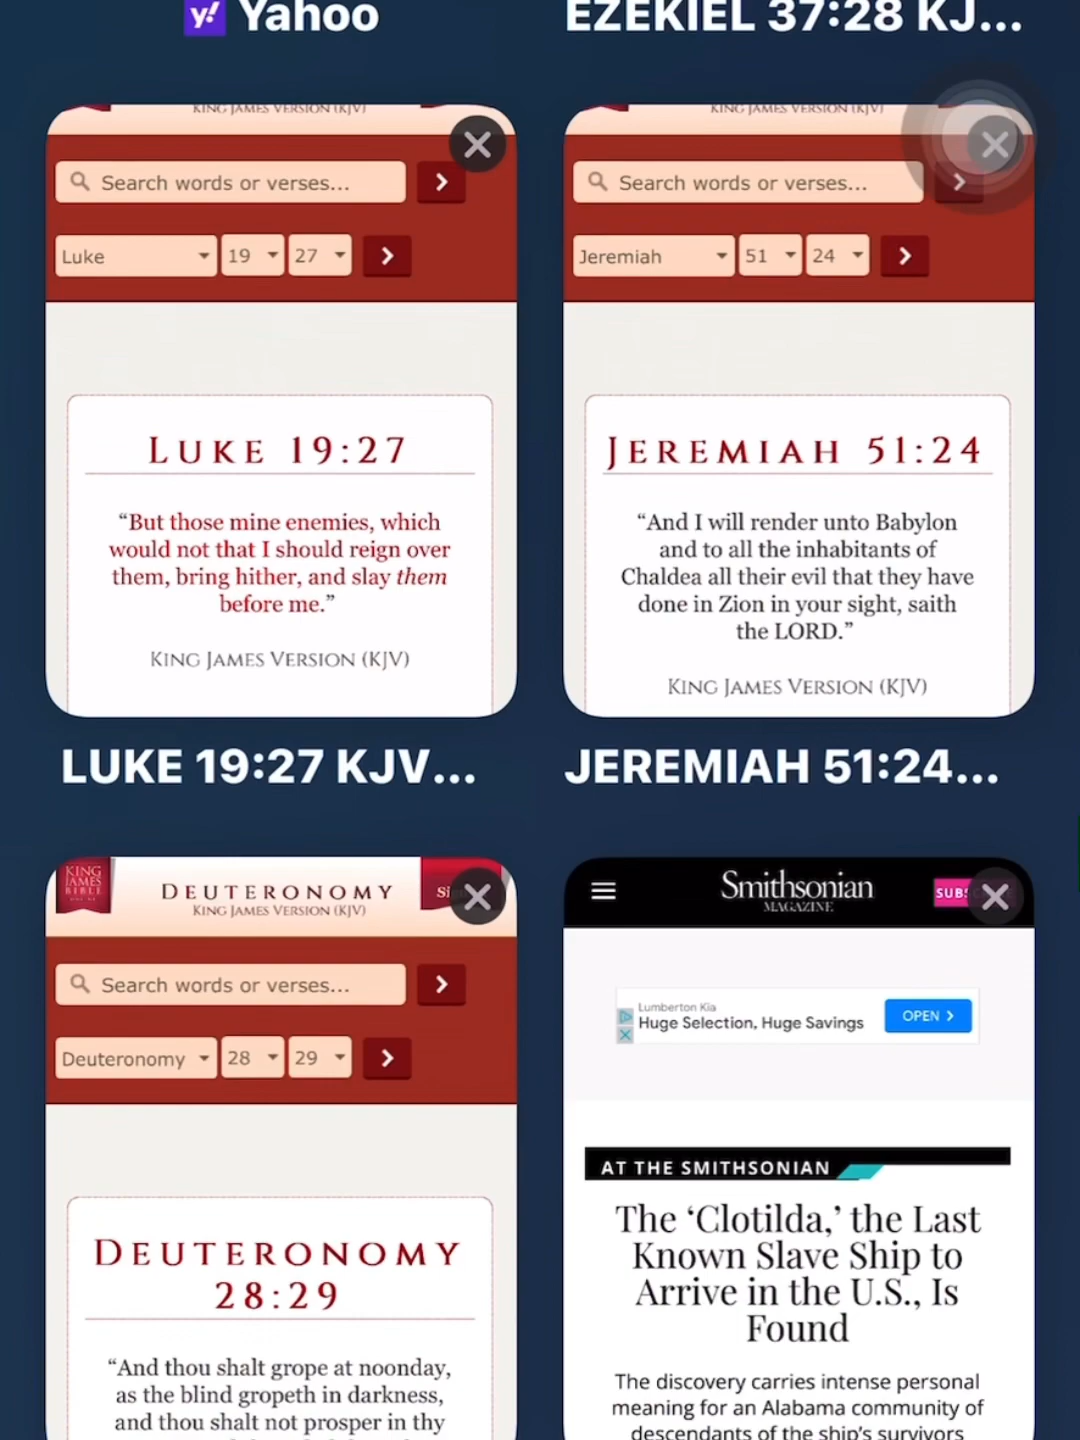 Yahoo
EZEKIEL 37:28 KJ...
KING JAMES VERSION (KJV)
Search words or verses...
Luke 19 27
LUKE 19:27
“But those mine enemies, which
would not that I should reign over
them, bring hither, and slay them
before me.”
KING JAMES VERSION (KJV)
LUKE 19:27 KJV...
KING JAMES VERSION (KJV)
Search words or verses...
Jeremiah 51 24
JEREMIAH 51:24
“And I will render unto Babylon
and to all the inhabitants of
Chaldea all their evil that they have
done in Zion in your sight, saith
the LORD.”
KING JAMES VERSION (KJV)
JEREMIAH 51:24...
KING
JAMES
BIBLE
DEUTERONOMY
KING JAMES VERSION (KJV)
Search words or verses...
Deuteronomy 28 29
DEUTERONOMY
28:29
“And thou shalt grope at noonday,
as the blind gropeth in darkness,
and thou shalt not prosper in thy
Smithsonian
MAGAZINE
Lumberton Kia
Huge Selection, Huge Savings
OPEN
AT THE SMITHSONIAN
The ‘Clotilda,’ the Last
Known Slave Ship to
Arrive in the U.S., Is
Found
The discovery carries intense personal
meaning for an Alabama community of
descendants of the ship’s survivors